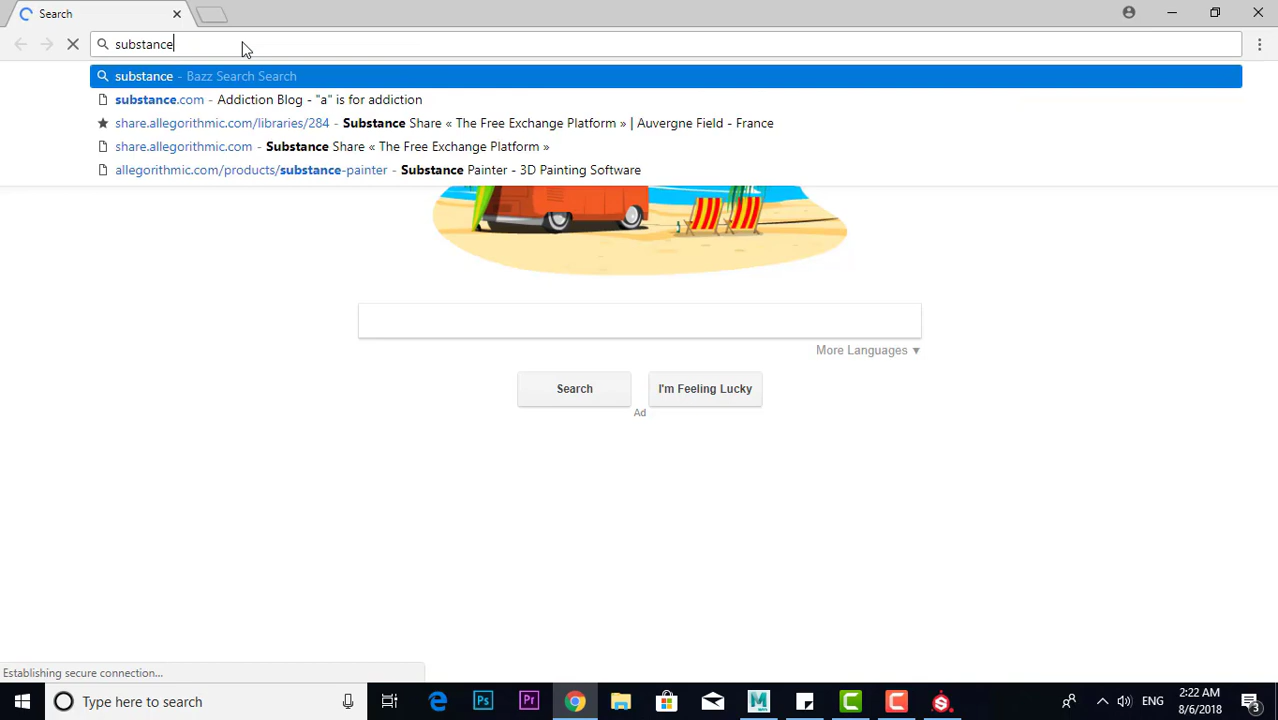 Search
substance
substance - Bazz Search Search
substance.com - Addiction Blog - "a" is for addiction
share.allegorithmic.com/libraries/284 - Substance Share « The Free Exchange Platform » | Auvergne Field - France
share.allegorithmic.com - Substance Share « The Free Exchange Platform »
allegorithmic.com/products/substance-painter - Substance Painter - 3D Painting Software
More Languages ▼
Search
I'm Feeling Lucky
Ad
Establishing secure connection...
Type here to search
Ps
Pr
M
ENG
2:22 AM
8/6/2018
3